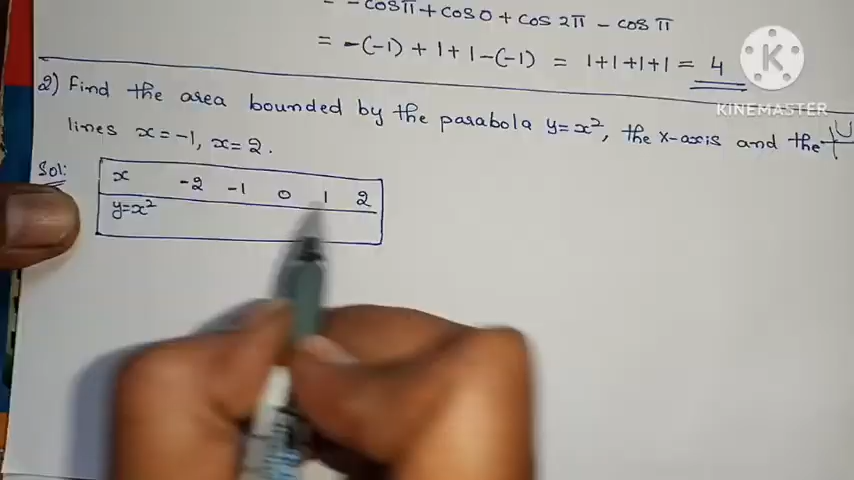 - cosπ + cos0 + cos 2π - cos π
= -(-1) + 1 + 1 - (-1) = 1+1+1+1 = 4
K
KINEMASTER
2) Find the area bounded by the parabola y=x², the x-axis and the
lines x=-1, x=2.
Sol:
x -2 -1 0 1 2
y=x²